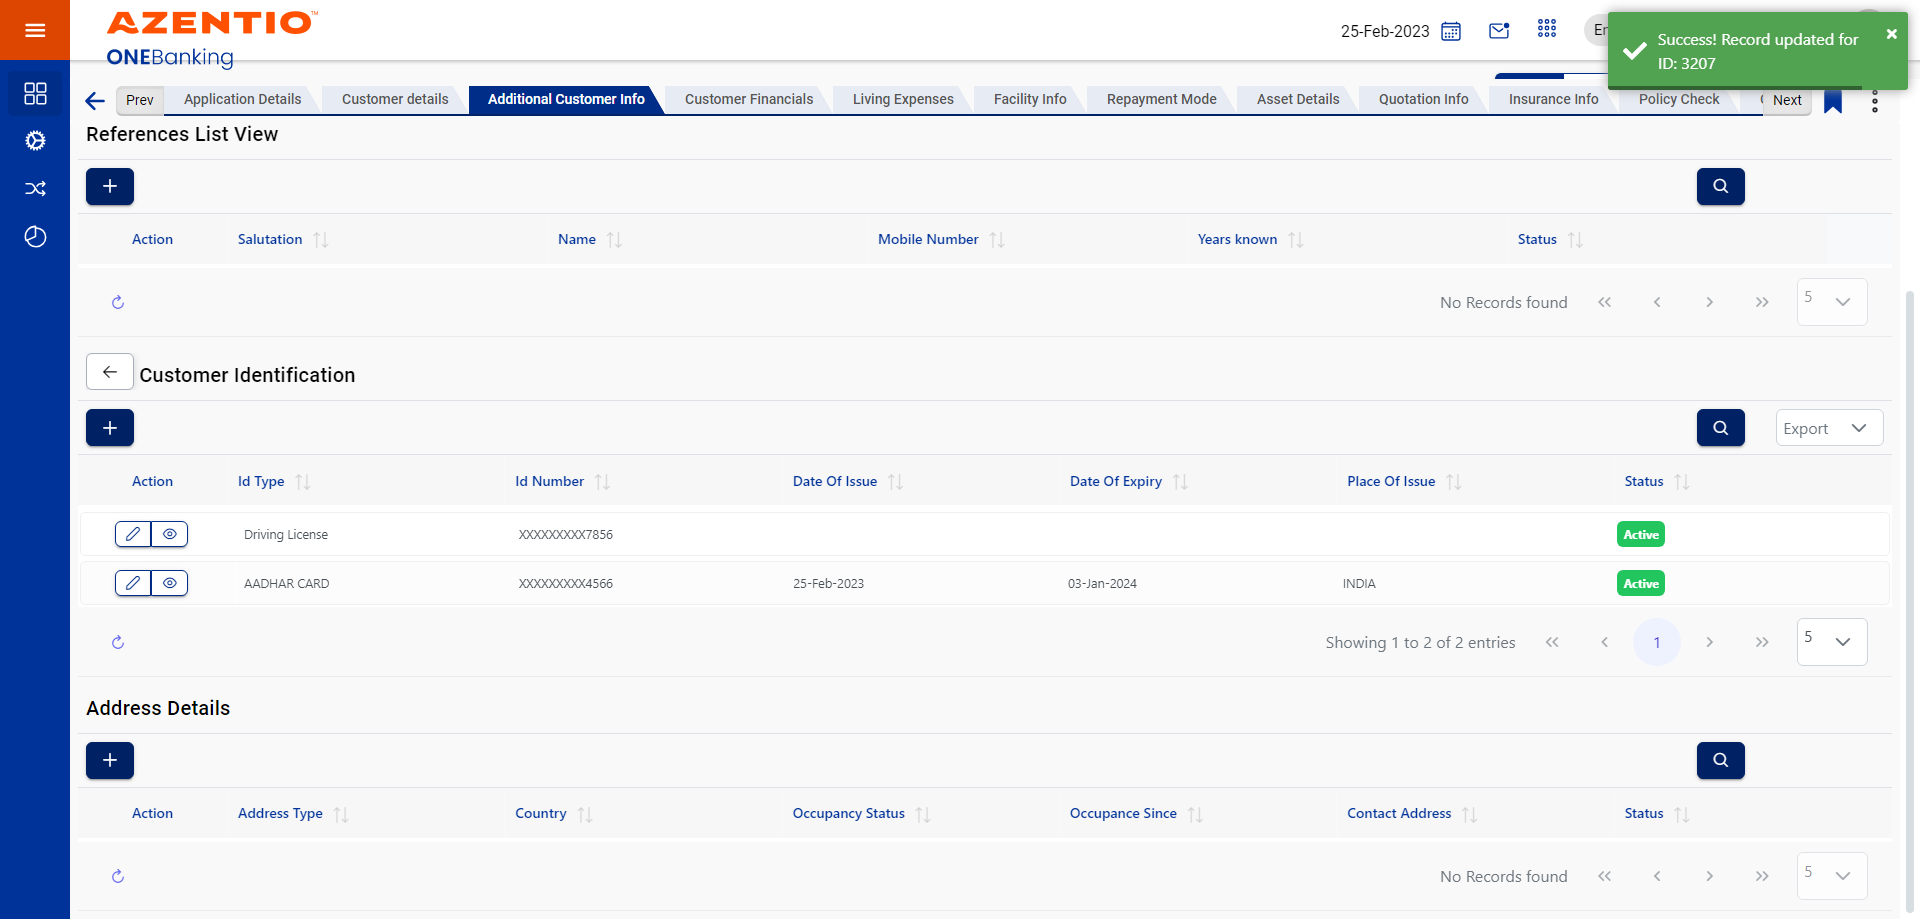 AZENTIO™
ONEBanking
25-Feb-2023
Success! Record updated for
ID: 3207
Prev
Application Details
Customer details
Additional Customer Info
Customer Financials
Living Expenses
Facility Info
Repayment Mode
Asset Details
Quotation Info
Insurance Info
Policy Check
Next
References List View
Action
Salutation
Name
Mobile Number
Years known
Status
No Records found
5
Customer Identification
Export
Action
Id Type
Id Number
Date Of Issue
Date Of Expiry
Place Of Issue
Status
Driving License
XXXXXXXXX7856
Active
AADHAR CARD
XXXXXXXXX4566
25-Feb-2023
03-Jan-2024
INDIA
Active
Showing 1 to 2 of 2 entries
1
5
Address Details
Action
Address Type
Country
Occupancy Status
Occupance Since
Contact Address
Status
No Records found
5